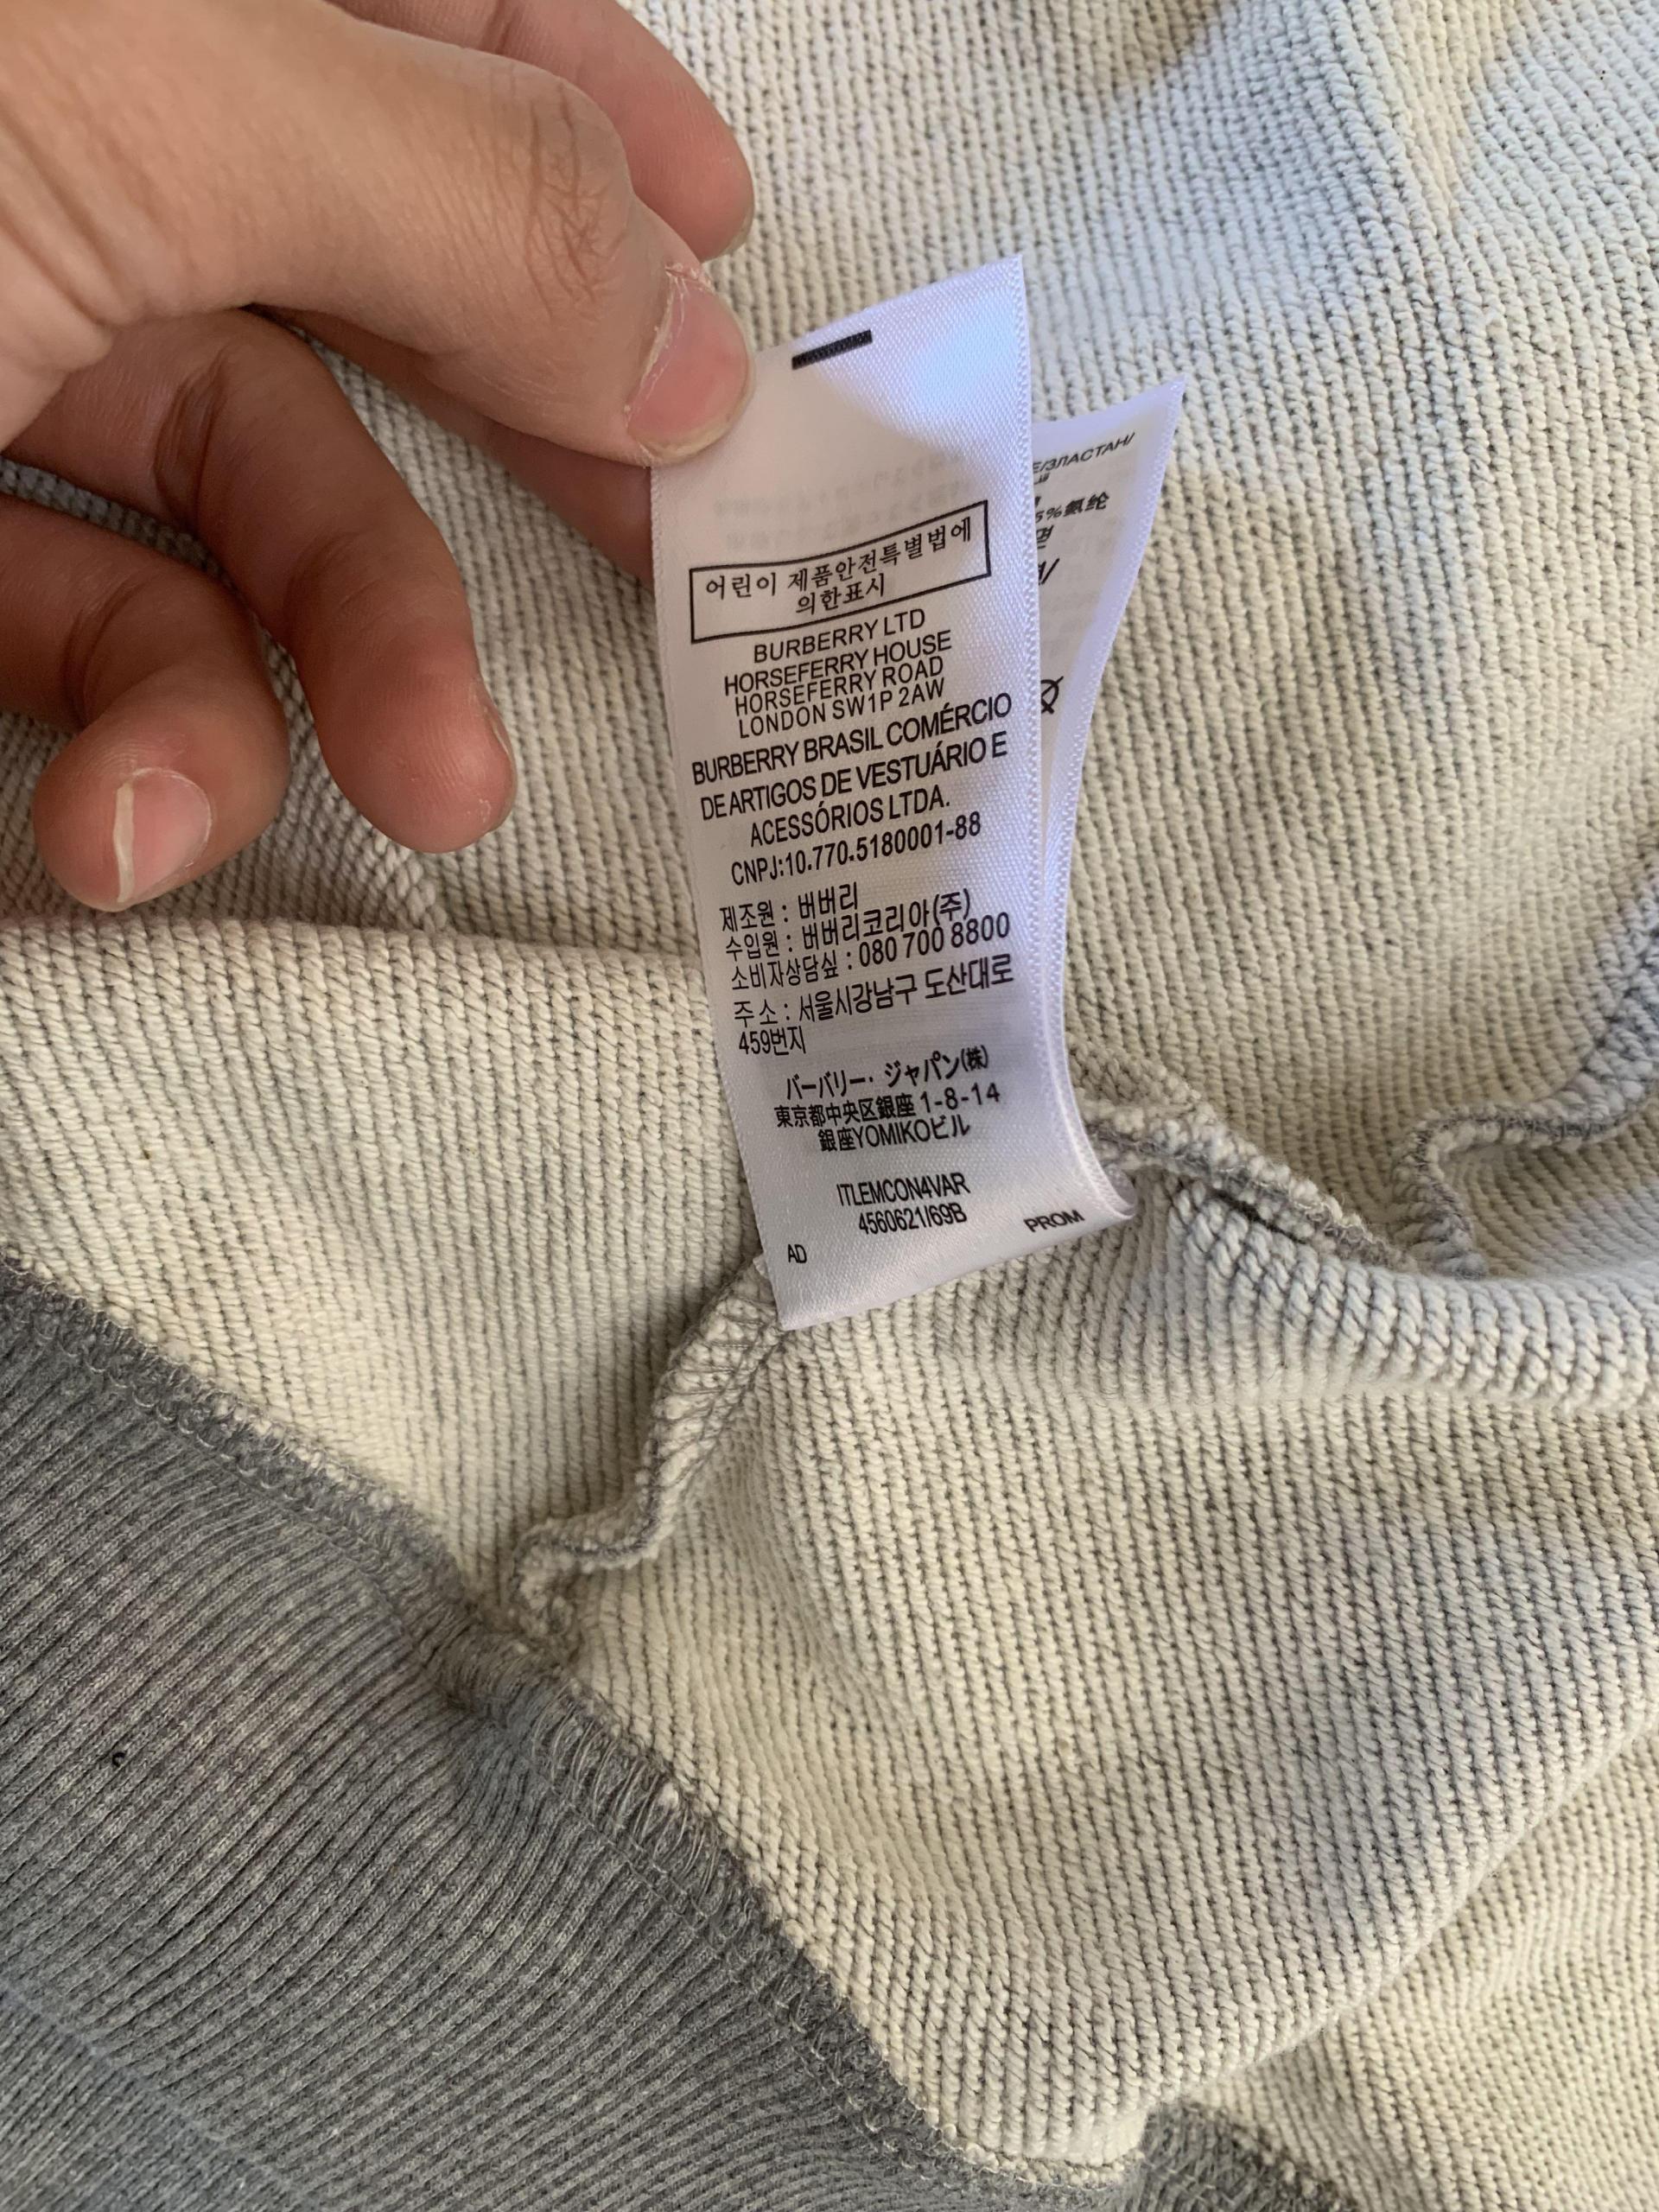 어린이 제품안전특별법에
의한표시
BURBERRY LTD
HORSEFERRY HOUSE
HORSEFERRY ROAD
LONDON SW1P 2AW
BURBERRY BRASIL COMÉRCIO
DE ARTIGOS DE VESTUÁRIO E
ACESSÓRIOS LTDA.
CNPJ:10.770.5180001-88
제조원 : 버버리
수입원 : 버버리코리아(주)
소비자상담실 : 080 700 8800
주 소 : 서울시강남구 도산대로
459번지
バーバリー・ジャパン(株)
東京都中央区銀座 1-8-14
銀座YOMIKOビル
ITLEMCON4VAR
4560621/69B
AD
PROM
E/ЭЛАСТАН/
5%氨纶
면